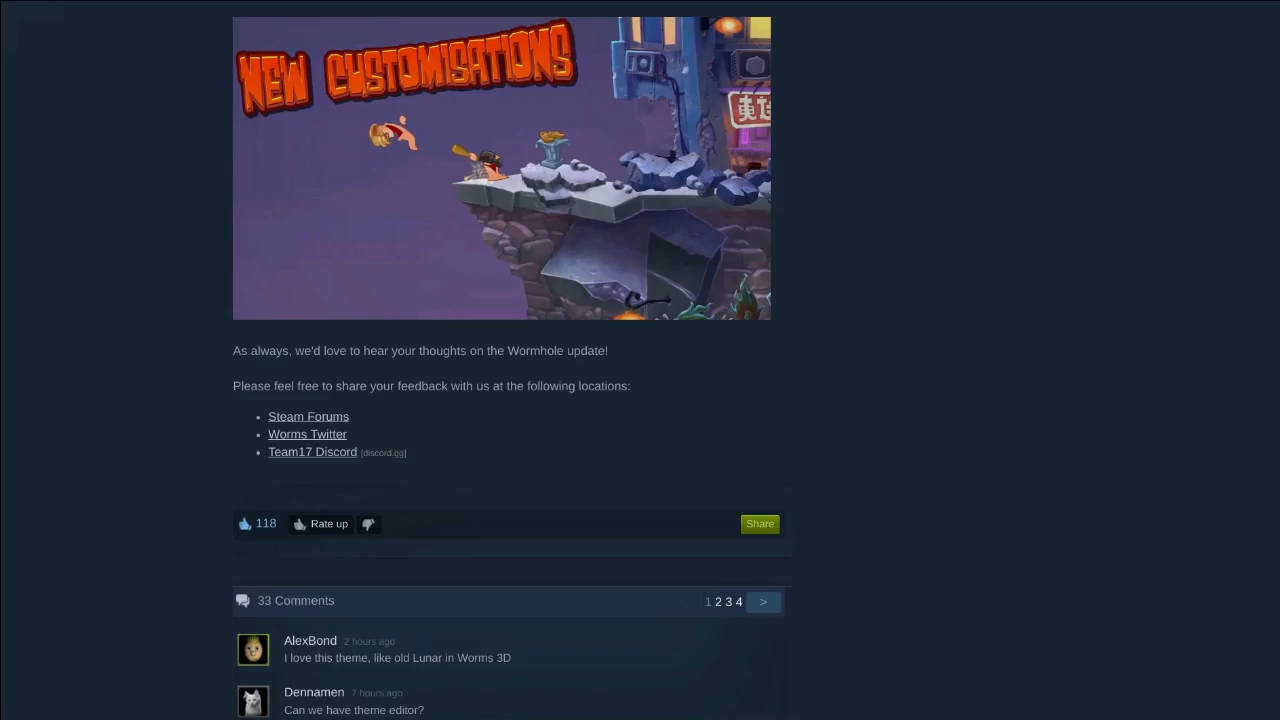 NEW CUSTOMISATIONS
As always, we'd love to hear your thoughts on the Wormhole update!
Please feel free to share your feedback with us at the following locations:
Steam Forums
Worms Twitter
Team17 Discord [discord.gg]
118 Rate up Share
33 Comments 1 2 3 4 >
AlexBond 2 hours ago
I love this theme, like old Lunar in Worms 3D
Dennamen 7 hours ago
Can we have theme editor?